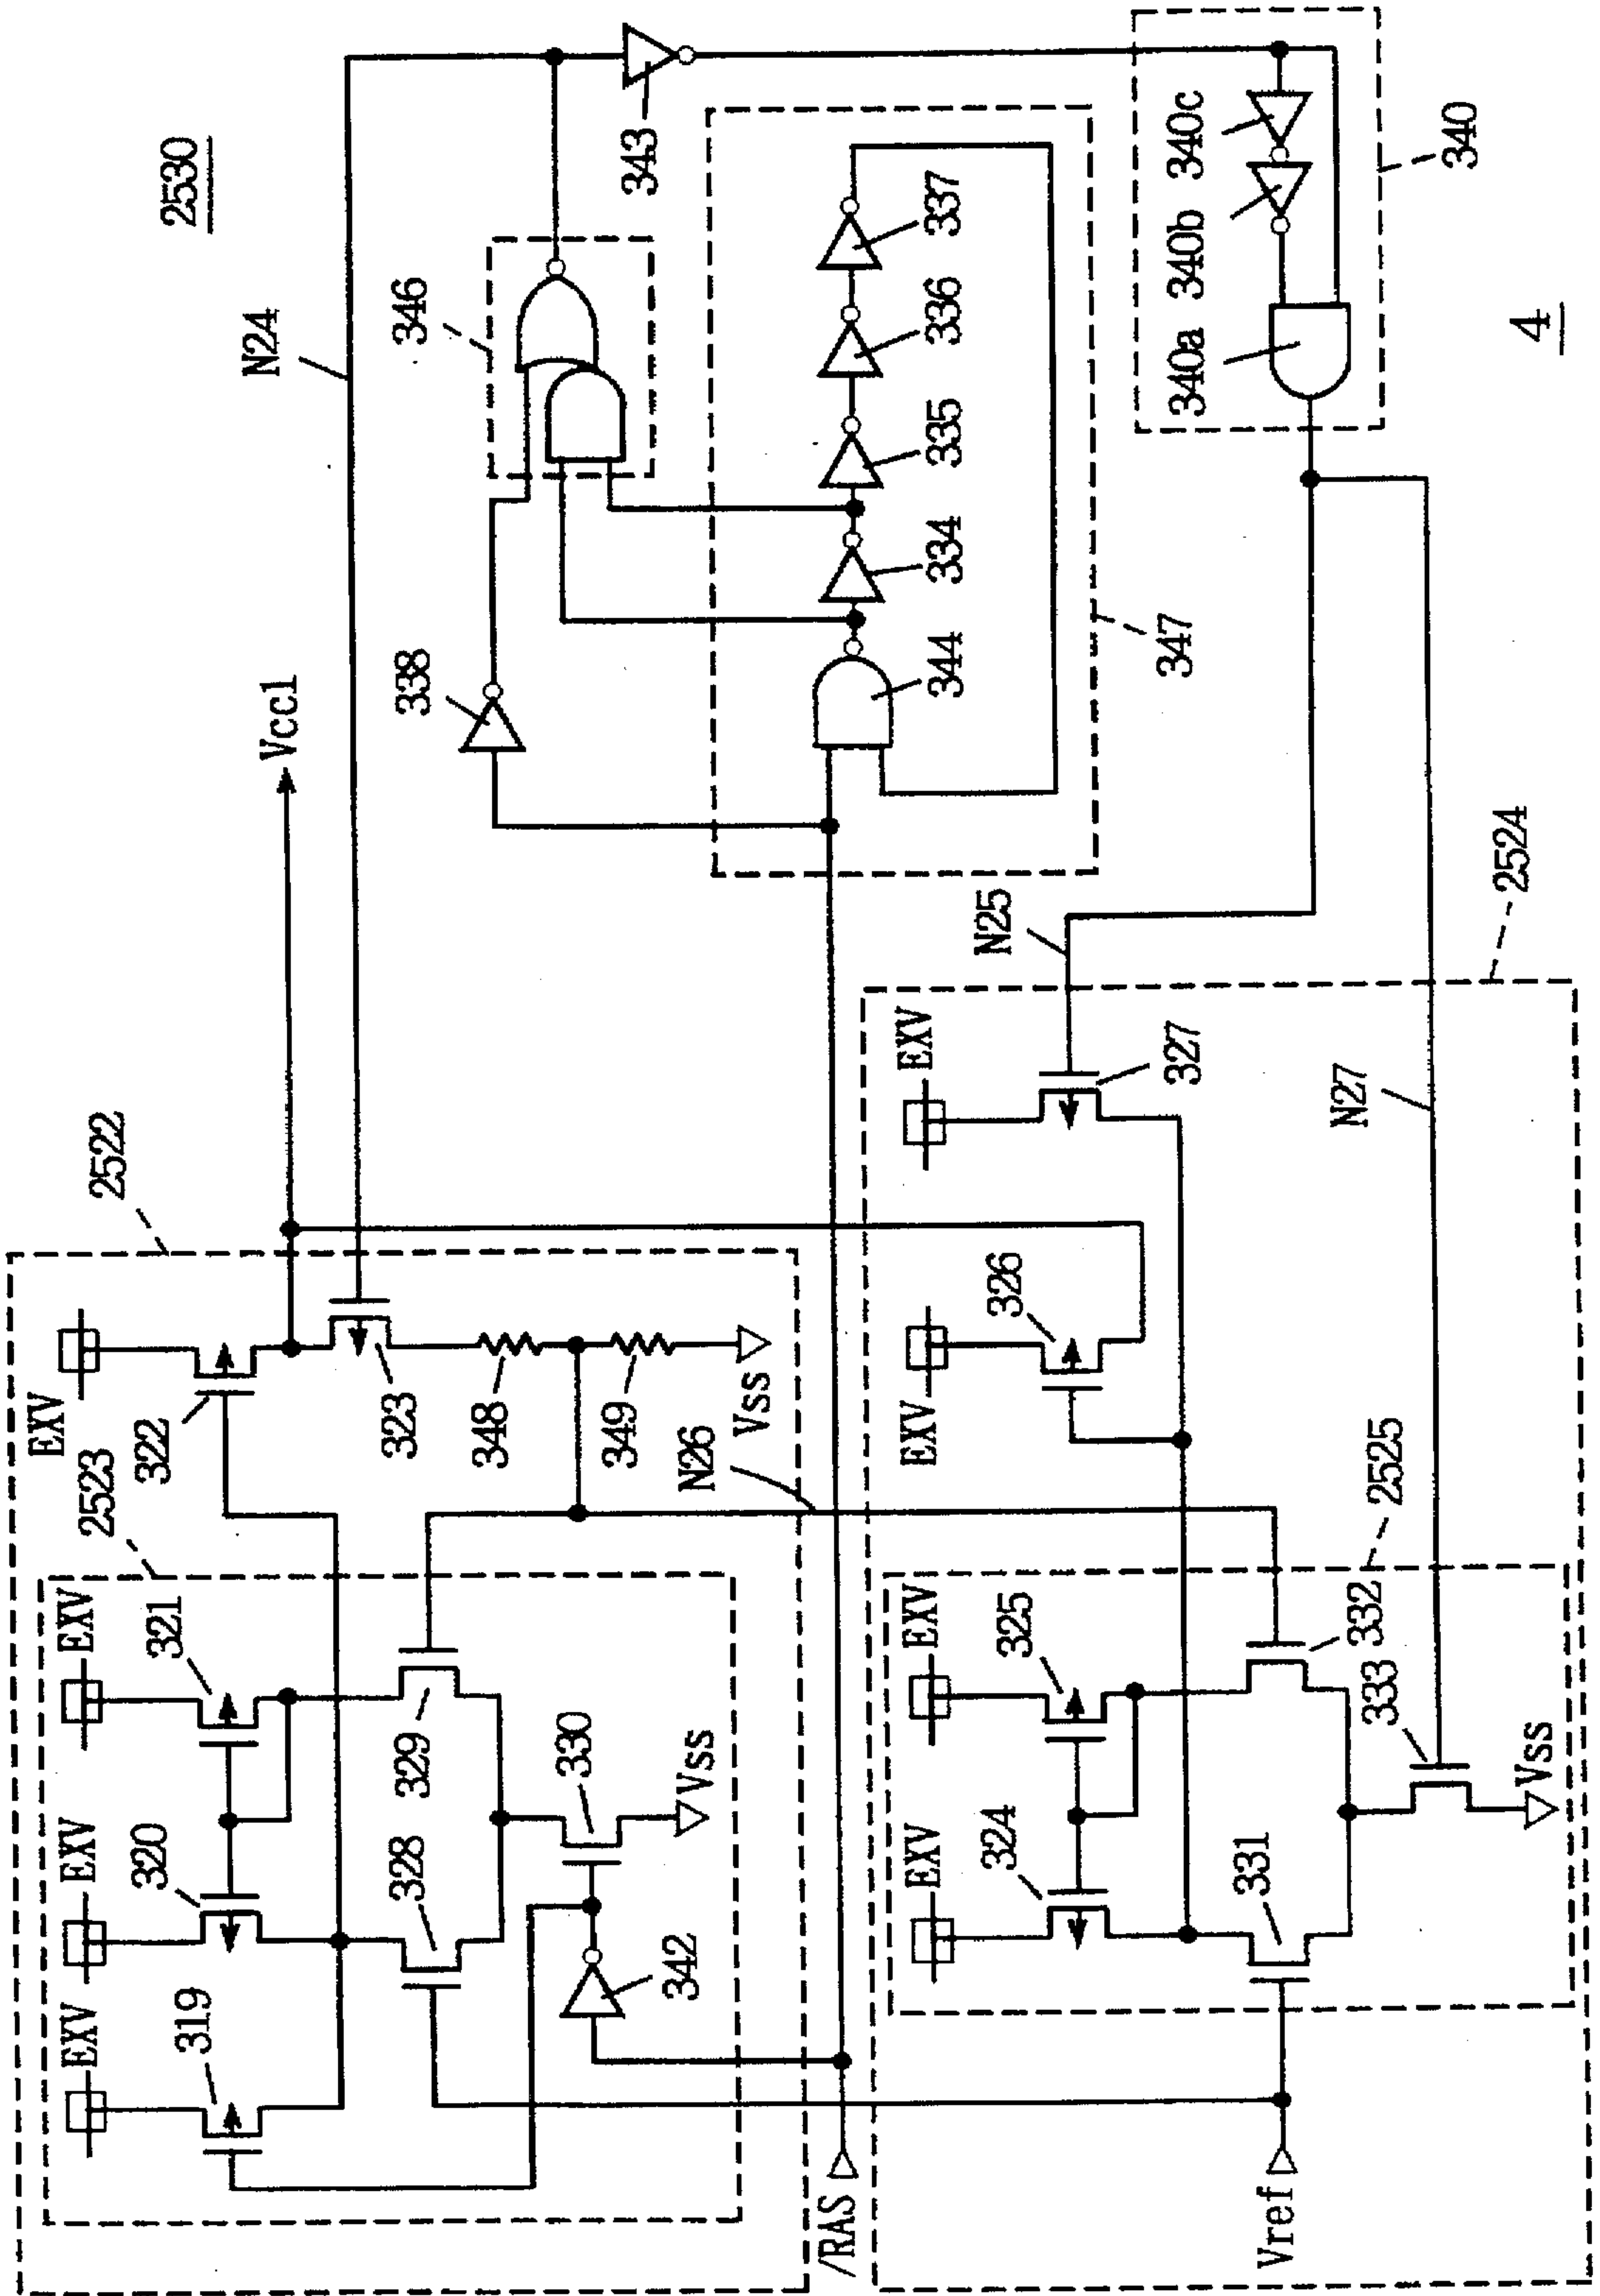 2530
N24
Vcc1
346
338
343
337
336
335
334
344
347
340a
340b
340c
340
4
2522
2523
EXV
322
323
348
349
Vss
N26
EXV
319
EXV
320
EXV
321
328
329
330
Vss
342
/RAS
Vref
2524
N25
EXV
327
EXV
326
N27
2525
EXV
324
EXV
325
331
332
333
Vss